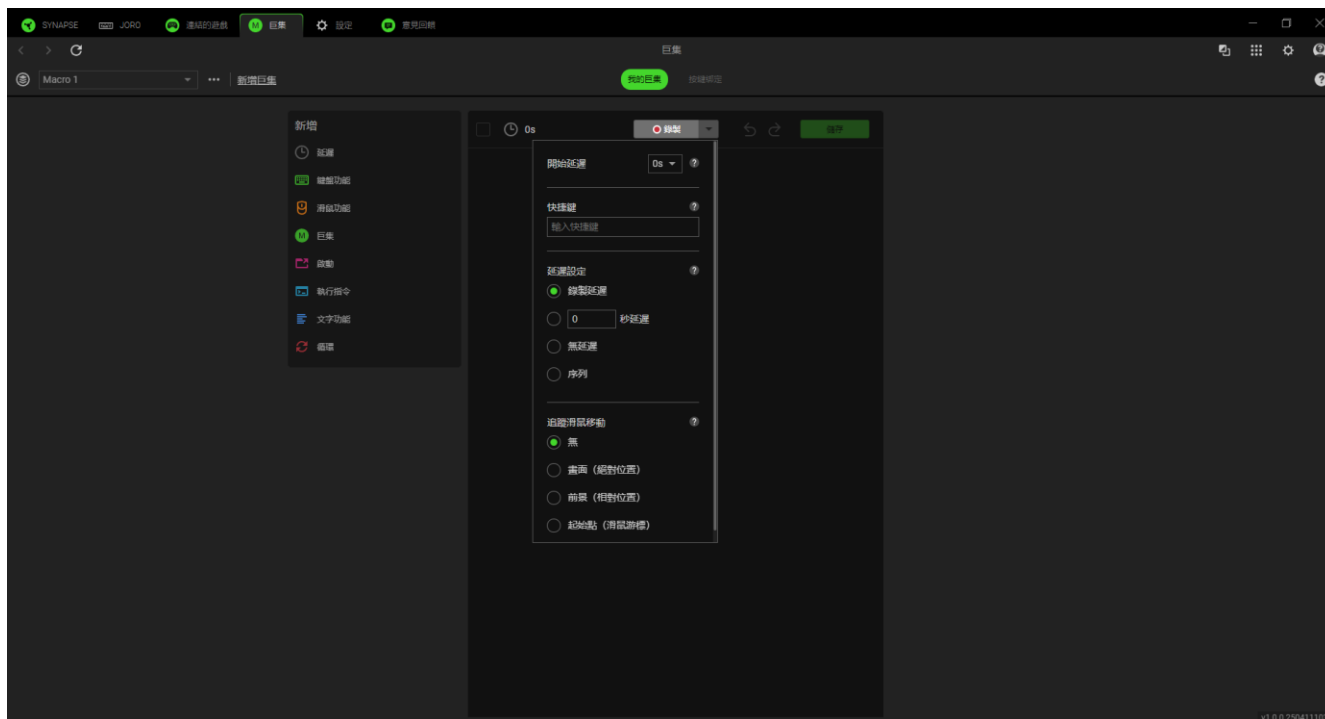 SYNAPSE JORO 連結的遊戲 巨集 設定 意見回饋
巨集
Macro 1 新增巨集 我的巨集 按鍵綁定
新增
延遲
鍵盤功能
滑鼠功能
巨集
啟動
執行指令
文字功能
循環
0s 錄製 儲存
開始延遲 0s
快捷鍵
輸入快捷鍵
延遲設定
錄製延遲
0 秒延遲
無延遲
序列
追蹤滑鼠移動
無
畫面（絕對位置）
前景（相對位置）
起始點（滑鼠游標）